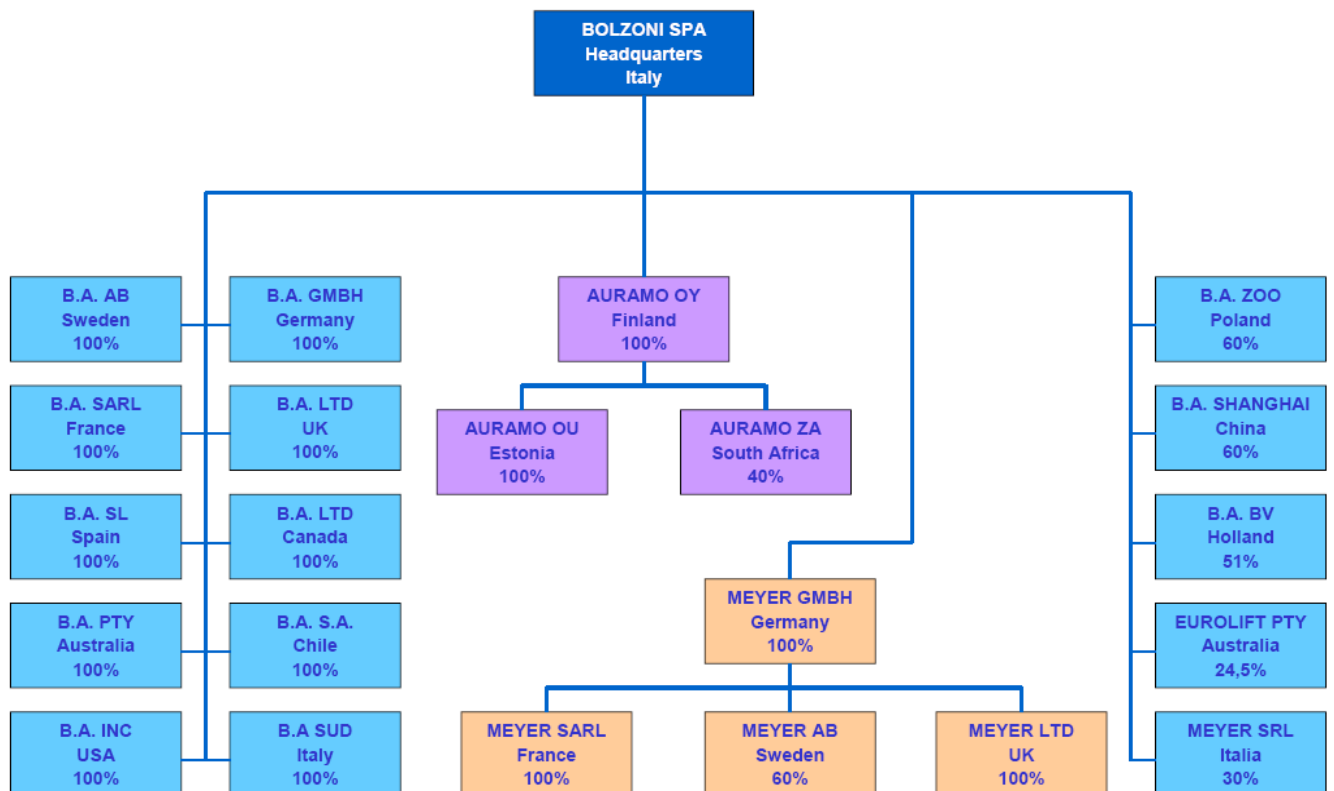 BOLZONI SPA
Headquarters
Italy
B.A. AB
Sweden
100%
B.A. GMBH
Germany
100%
AURAMO OY
Finland
100%
B.A. ZOO
Poland
60%
B.A. SARL
France
100%
B.A. LTD
UK
100%
AURAMO OU
Estonia
100%
AURAMO ZA
South Africa
40%
B.A. SHANGHAI
China
60%
B.A. SL
Spain
100%
B.A. LTD
Canada
100%
B.A. BV
Holland
51%
B.A. PTY
Australia
100%
B.A. S.A.
Chile
100%
MEYER GMBH
Germany
100%
EUROLIFT PTY
Australia
24,5%
B.A. INC
USA
100%
B.A SUD
Italy
100%
MEYER SARL
France
100%
MEYER AB
Sweden
60%
MEYER LTD
UK
100%
MEYER SRL
Italia
30%